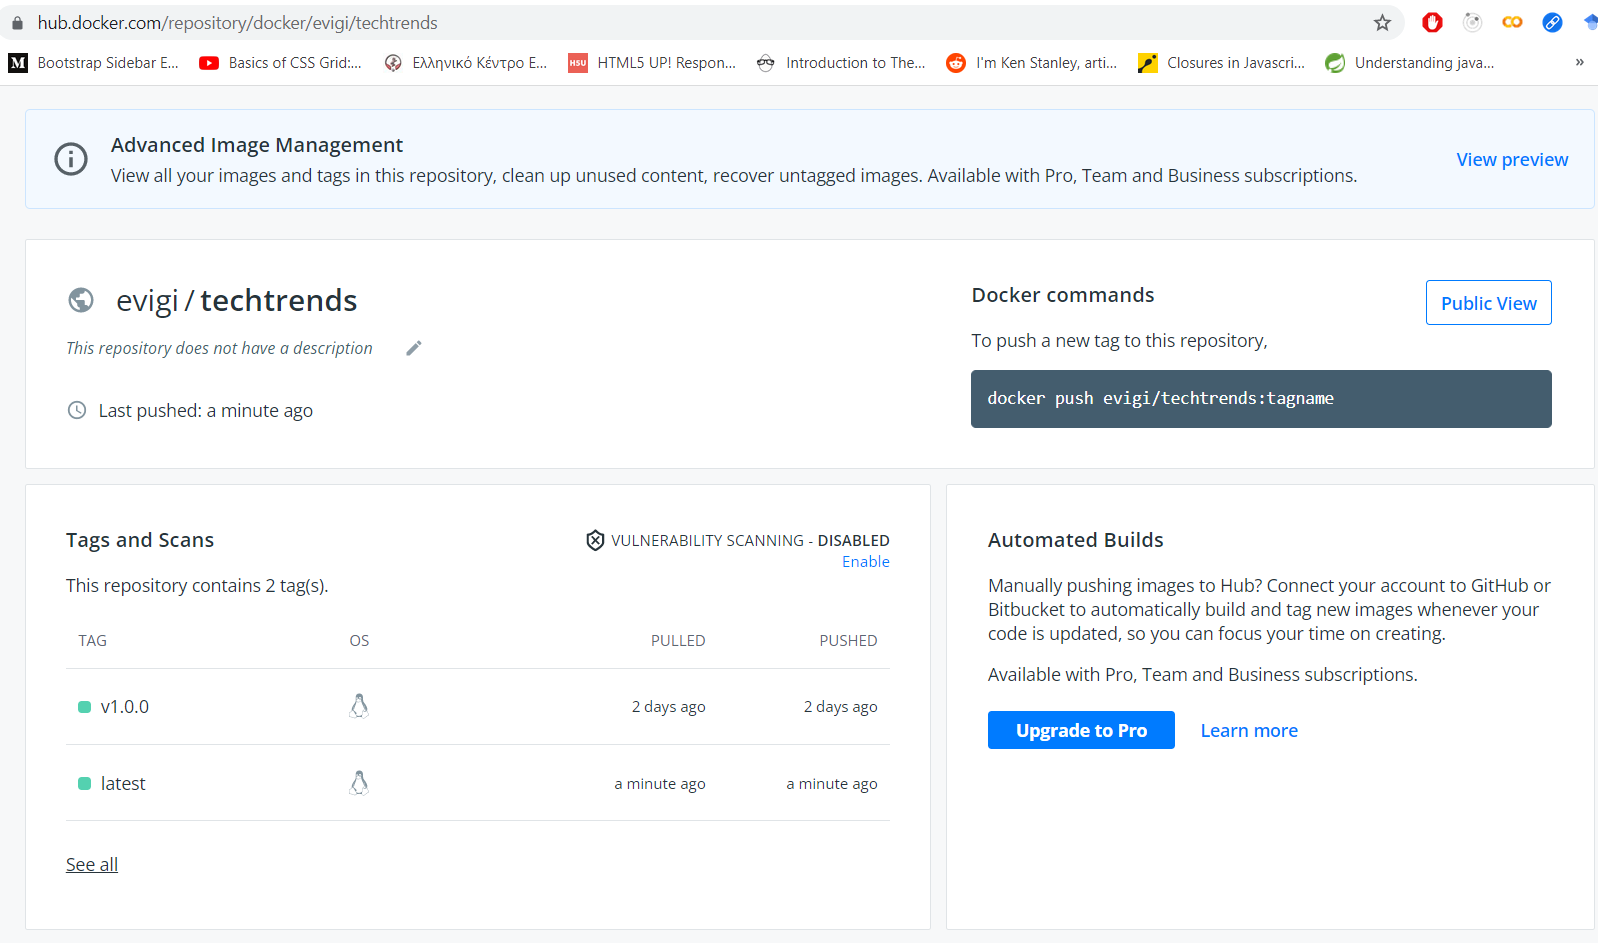 hub.docker.com/repository/docker/evigi/techtrends
M Bootstrap Sidebar E... Basics of CSS Grid:... Ελληνικό Κέντρο Ε... HSU HTML5 UP! Respon... Introduction to The... I'm Ken Stanley, arti... Closures in Javascri... Understanding java... »
Advanced Image Management
View all your images and tags in this repository, clean up unused content, recover untagged images. Available with Pro, Team and Business subscriptions.
View preview
evigi / techtrends
This repository does not have a description
Last pushed: a minute ago
Docker commands
Public View
To push a new tag to this repository,
docker push evigi/techtrends:tagname
Tags and Scans
VULNERABILITY SCANNING - DISABLED
Enable
This repository contains 2 tag(s).
TAG OS PULLED PUSHED
v1.0.0 2 days ago 2 days ago
latest a minute ago a minute ago
See all
Automated Builds
Manually pushing images to Hub? Connect your account to GitHub or
Bitbucket to automatically build and tag new images whenever your
code is updated, so you can focus your time on creating.
Available with Pro, Team and Business subscriptions.
Upgrade to Pro Learn more